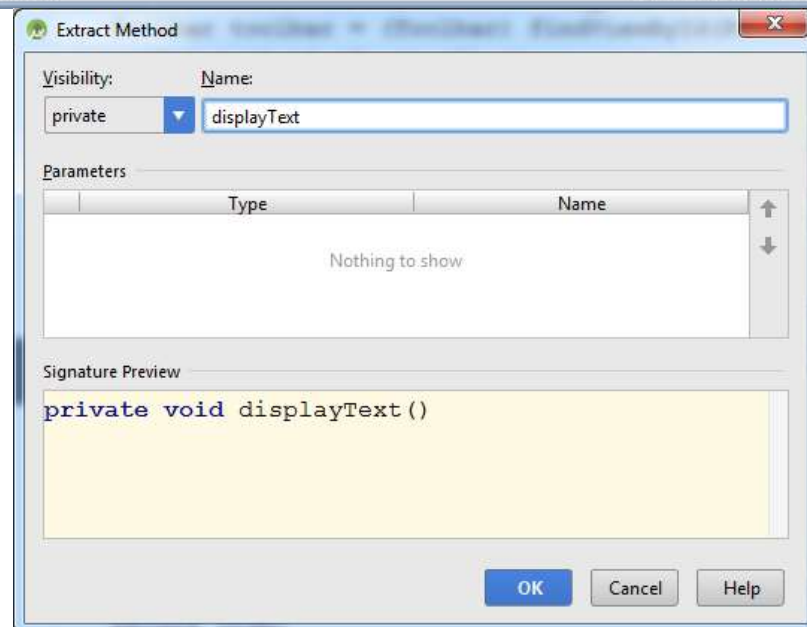 Extract Method
Visibility: Name:
private displayText
Parameters
Type Name
Nothing to show
Signature Preview
private void displayText()
OK Cancel Help